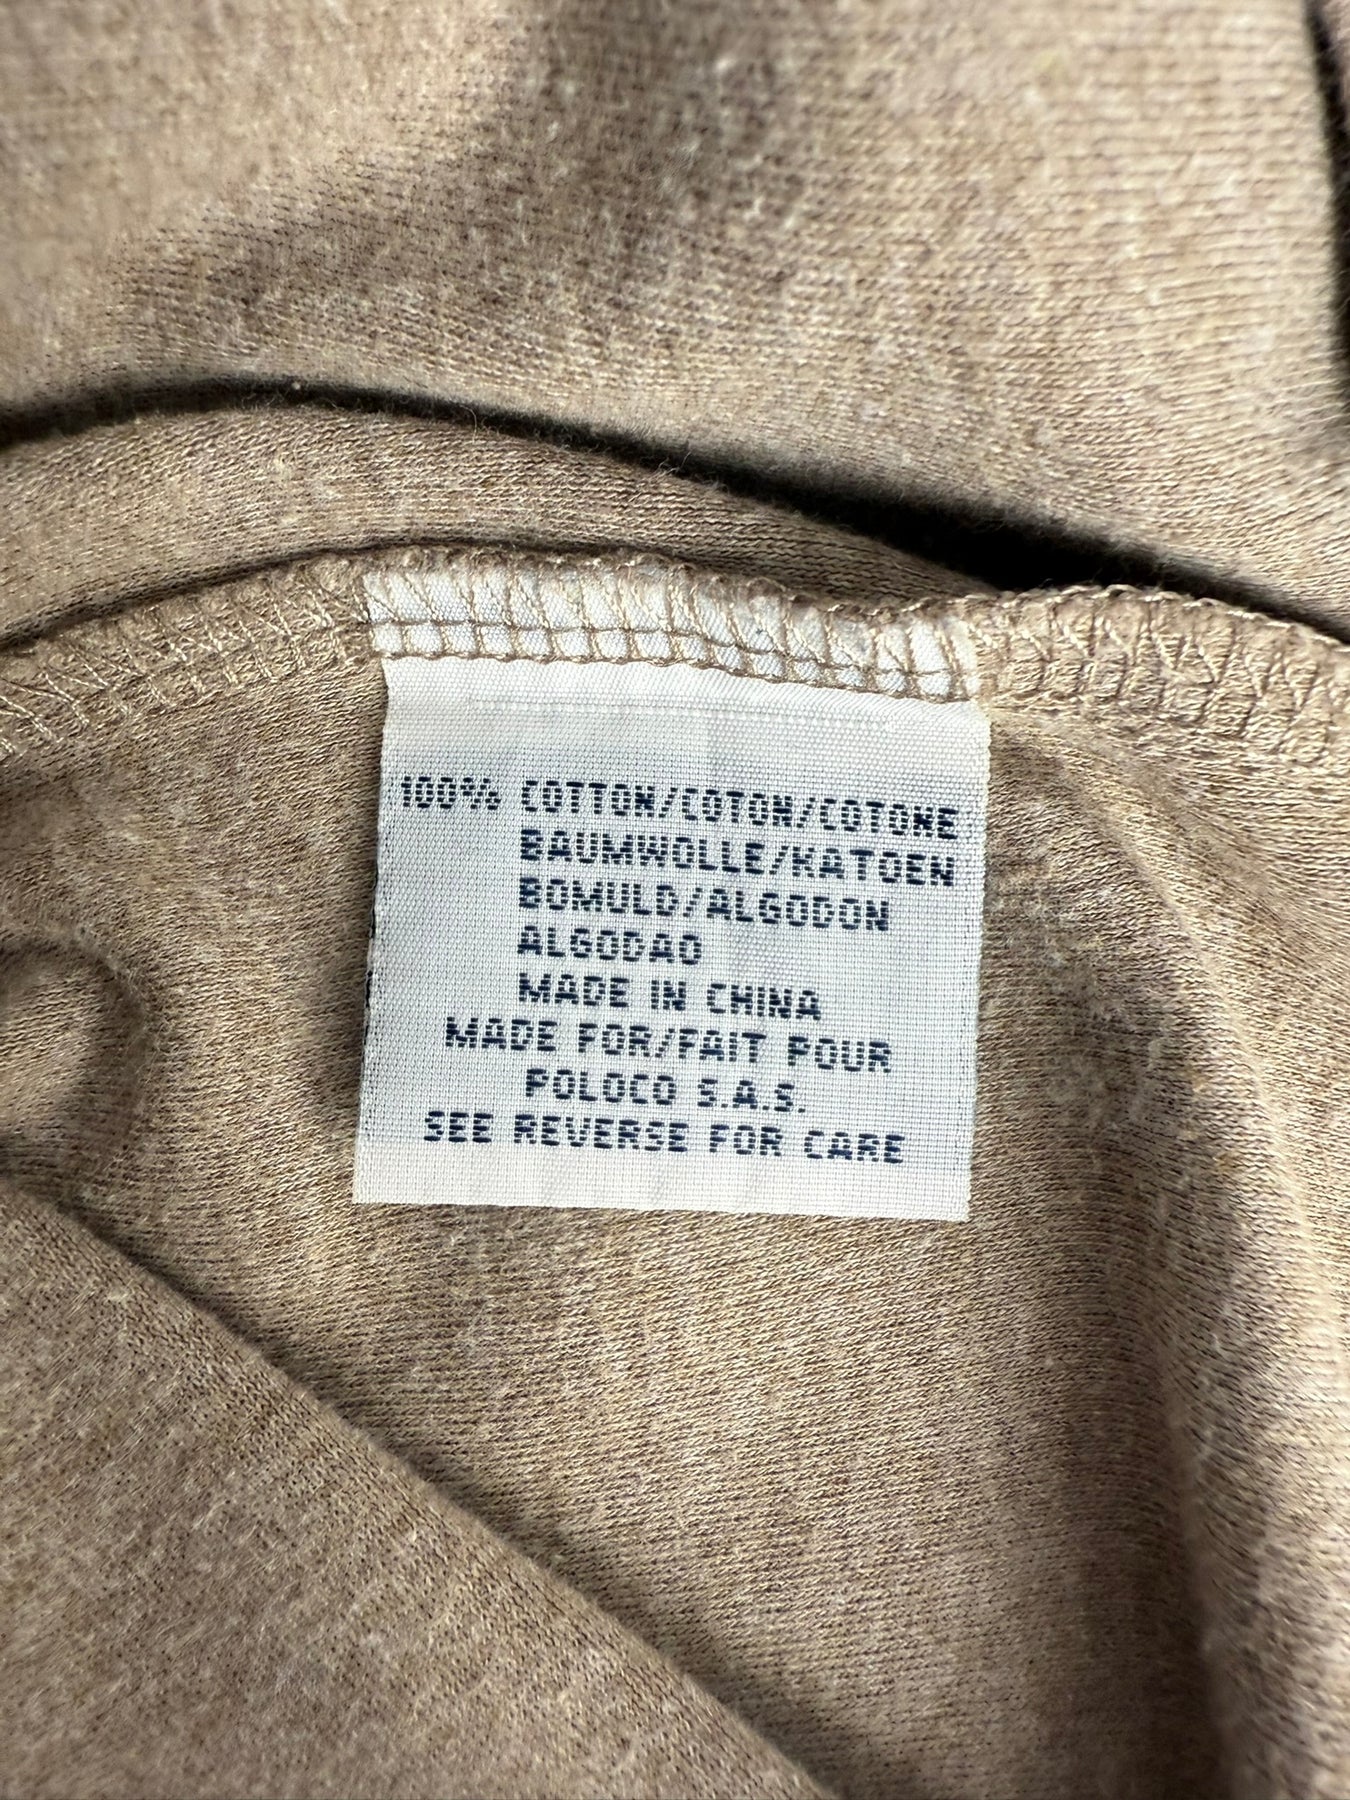 100% COTTON/COTON/COTONE
BAUMWOLLE/KATOEN
BOMULD/ALGODON
ALGODAO
MADE IN CHINA
MADE FOR/FAIT POUR
POLOCO S.A.S.
SEE REVERSE FOR CARE